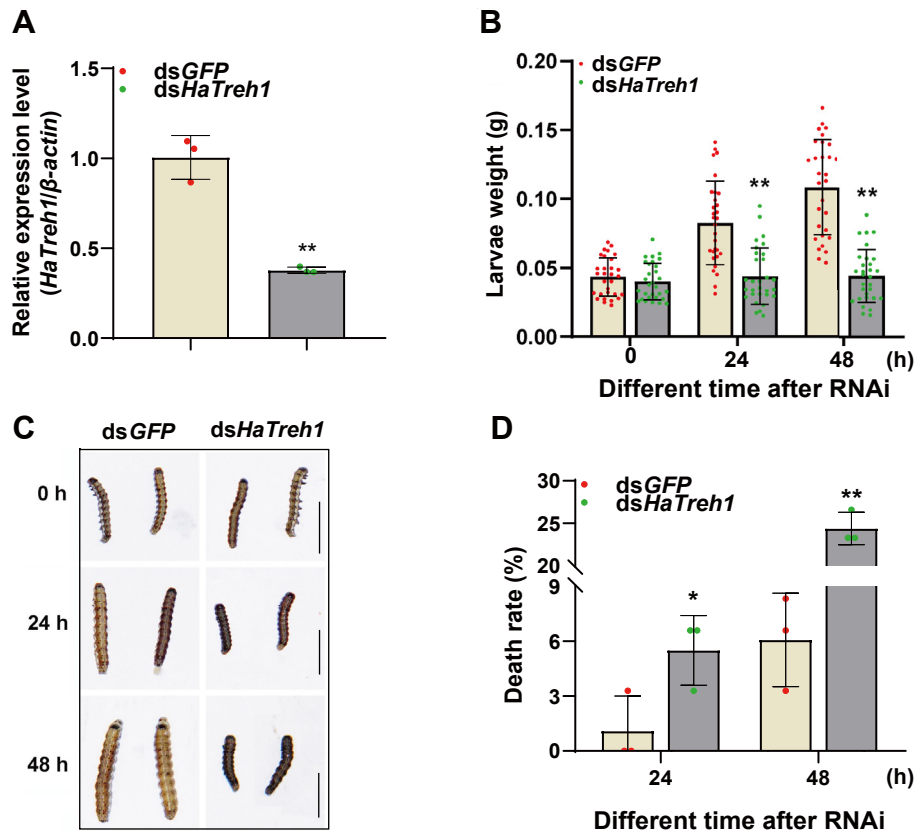 A
dsGFP
dsHaTreh1
Relative expression level
(HaTreh1/β-actin)
1.5
1.0
0.5
0.0
**
B
dsGFP
dsHaTreh1
Larvae weight (g)
0.20
0.15
0.10
0.05
0.00
**
**
0
24
48
(h)
Different time after RNAi
C
dsGFP
dsHaTreh1
0 h
24 h
48 h
D
dsGFP
dsHaTreh1
Death rate (%)
30
25
20
9
6
3
0
*
**
24
48
(h)
Different time after RNAi